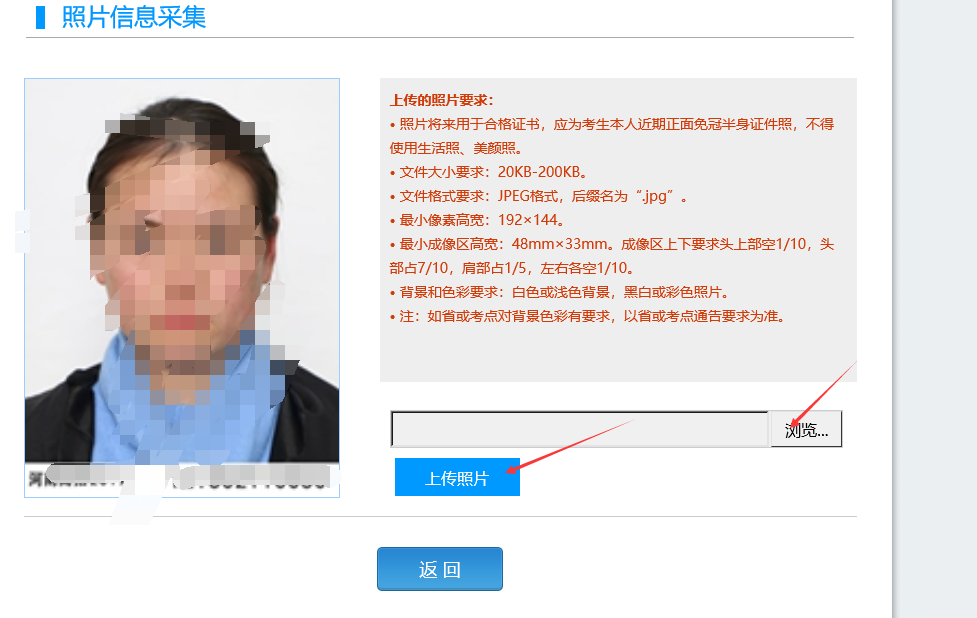 照片信息采集
上传的照片要求：
• 照片将来用于合格证书，应为考生本人近期正面免冠半身证件照，不得
使用生活照、美颜照。
• 文件大小要求：20KB-200KB。
• 文件格式要求：JPEG格式，后缀名为“.jpg”。
• 最小像素高宽：192×144。
• 最小成像区高宽：48mm×33mm。成像区上下要求头上部空1/10，头
部占7/10，肩部占1/5，左右各空1/10。
• 背景和色彩要求：白色或浅色背景，黑白或彩色照片。
• 注：如省或考点对背景色彩有要求，以省或考点通告要求为准。
浏览...
上传照片
返 回